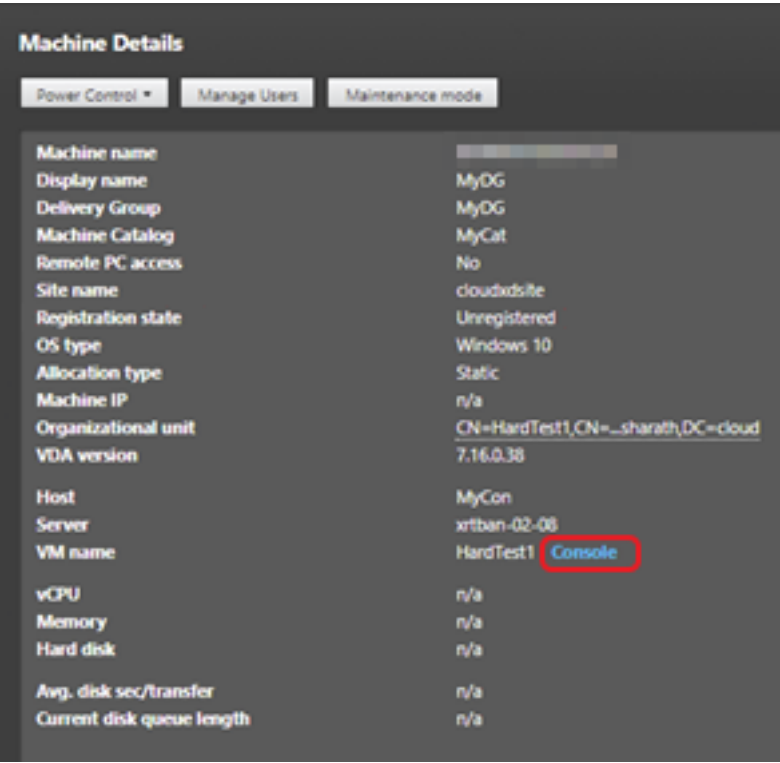 Machine Details
Power Control Manage Users Maintenance mode
Machine name
Display name MyDG
Delivery Group MyDG
Machine Catalog MyCat
Remote PC access No
Site name cloudxdsite
Registration state Unregistered
OS type Windows 10
Allocation type Static
Machine IP n/a
Organizational unit CN=HardTest1,CN=...sharath,DC=cloud
VDA version 7.16.0.38
Host MyCon
Server xrtban-02-08
VM name HardTest1 Console
vCPU n/a
Memory n/a
Hard disk n/a
Avg. disk sec/transfer n/a
Current disk queue length n/a